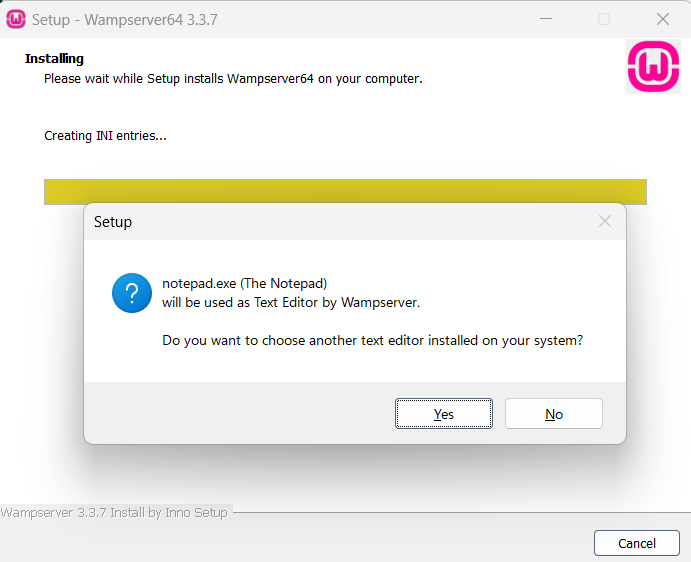 Setup - Wampserver64 3.3.7
Installing
Please wait while Setup installs Wampserver64 on your computer.
Creating INI entries...
Setup
notepad.exe (The Notepad)
will be used as Text Editor by Wampserver.
Do you want to choose another text editor installed on your system?
Yes
No
Wampserver 3.3.7 Install by Inno Setup
Cancel